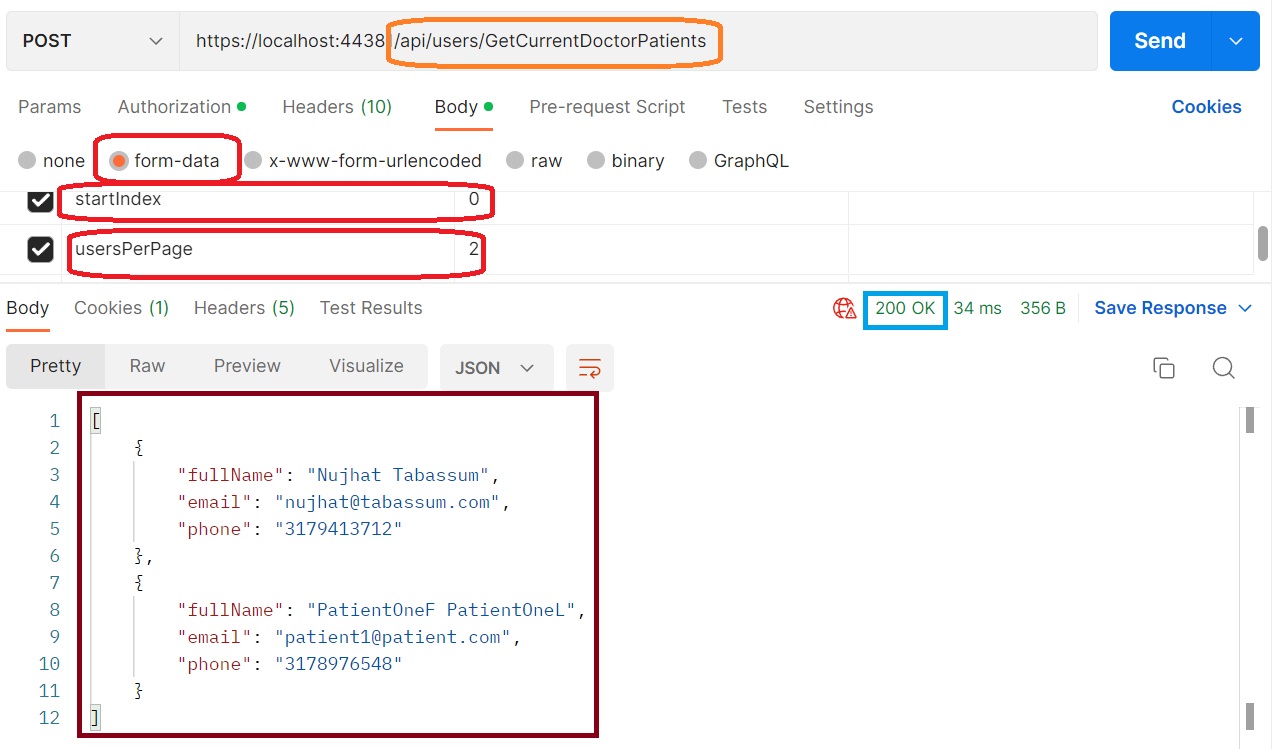 POST https://localhost:4438 /api/users/GetCurrentDoctorPatients Send
Params Authorization Headers (10) Body Pre-request Script Tests Settings Cookies
none form-data x-www-form-urlencoded raw binary GraphQL
startIndex 0
usersPerPage 2
Body Cookies (1) Headers (5) Test Results 200 OK 34 ms 356 B Save Response
Pretty Raw Preview Visualize JSON
1 [
2 {
3 "fullName": "Nujhat Tabassum",
4 "email": "nujhat@tabassum.com",
5 "phone": "3179413712"
6 },
7 {
8 "fullName": "PatientOneF PatientOneL",
9 "email": "patient1@patient.com",
10 "phone": "3178976548"
11 }
12 ]